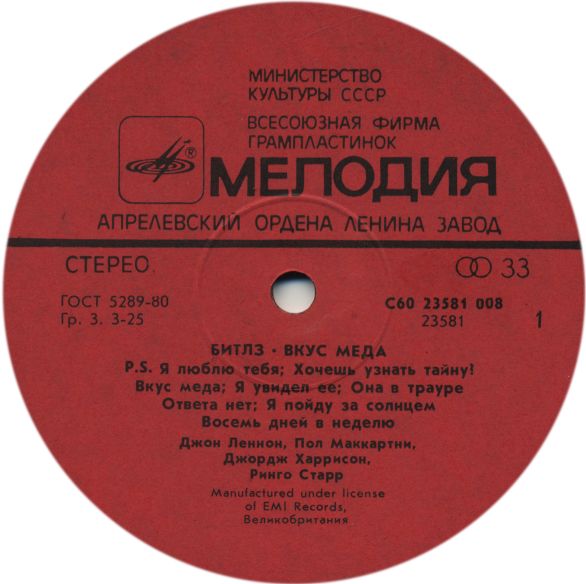 МИНИСТЕРСТВО
КУЛЬТУРЫ СССР
ВСЕСОЮЗНАЯ ФИРМА
ГРАМПЛАСТИНОК
®
МЕЛОДИЯ
АПРЕЛЕВСКИЙ ОРДЕНА ЛЕНИНА ЗАВОД
СТЕРЕО
33
ГОСТ 5289-80
Гр. 3. 3-25
С60 23581 008
23581
1
БИТЛЗ · ВКУС МЕДА
P.S. Я люблю тебя; Хочешь узнать тайну?
Вкус меда; Я увидел ее; Она в трауре
Ответа нет; Я пойду за солнцем
Восемь дней в неделю
Джон Леннон, Пол Маккартни,
Джордж Харрисон,
Ринго Старр
Manufactured under license
of EMI Records,
Великобритания